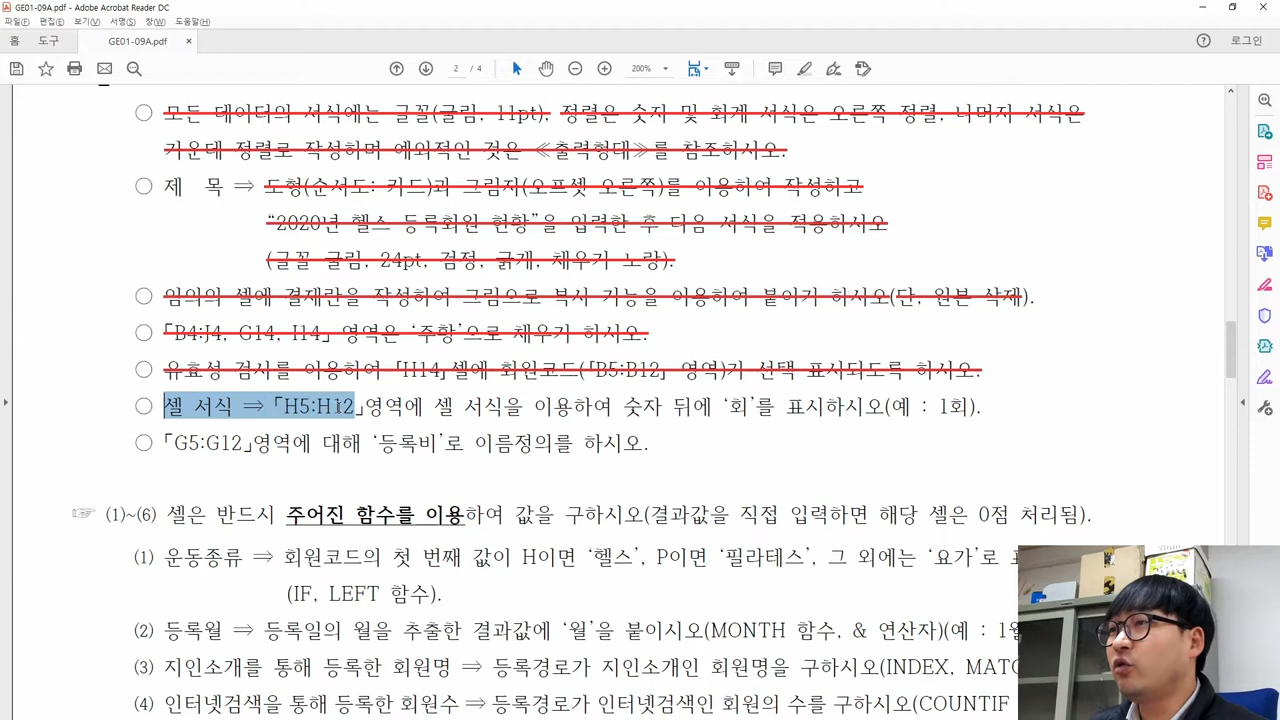 GE01-09A.pdf - Adobe Acrobat Reader DC
파일(F) 편집(E) 보기(V) 서명(S) 창(W) 도움말(H)
홈 도구 GE01-09A.pdf × 로그인
2 / 4 200%
○ 모든 데이터의 서식에는 글꼴(굴림, 11pt), 정렬은 숫자 및 회계 서식은 오른쪽 정렬, 나머지 서식은
가운데 정렬로 작성하며 예외적인 것은 ≪출력형태≫를 참조하시오.
○ 제 목 ⇒ 도형(순서도: 카드)과 그림자(오프셋 오른쪽)를 이용하여 작성하고
“2020년 헬스 등록회원 현황”을 입력한 후 다음 서식을 적용하시오
(글꼴 굴림, 24pt, 검정, 굵게, 채우기 노랑).
○ 임의의 셀에 결재란을 작성하여 그림으로 복사 기능을 이용하여 붙이기 하시오(단, 원본 삭제).
○ 「B4:J4, G14, I14」 영역은 ‘주황’으로 채우기 하시오.
○ 유효성 검사를 이용하여 「H14」셀에 회원코드(「B5:B12」 영역)가 선택 표시되도록 하시오.
○ 셀 서식 ⇒ 「H5:H12」영역에 셀 서식을 이용하여 숫자 뒤에 ‘회’를 표시하시오(예 : 1회).
○ 「G5:G12」영역에 대해 ‘등록비’로 이름정의를 하시오.
☞ (1)~(6) 셀은 반드시 주어진 함수를 이용하여 값을 구하시오(결과값을 직접 입력하면 해당 셀은 0점 처리됨).
(1) 운동종류 ⇒ 회원코드의 첫 번째 값이 H이면 ‘헬스’, P이면 ‘필라테스’, 그 외에는 ‘요가’로
(IF, LEFT 함수).
(2) 등록월 ⇒ 등록일의 월을 추출한 결과값에 ‘월’을 붙이시오(MONTH 함수, & 연산자)(예 : 1월
(3) 지인소개를 통해 등록한 회원명 ⇒ 등록경로가 지인소개인 회원명을 구하시오(INDEX, MATC
(4) 인터넷검색을 통해 등록한 회원수 ⇒ 등록경로가 인터넷검색인 회원의 수를 구하시오(COUNTIF